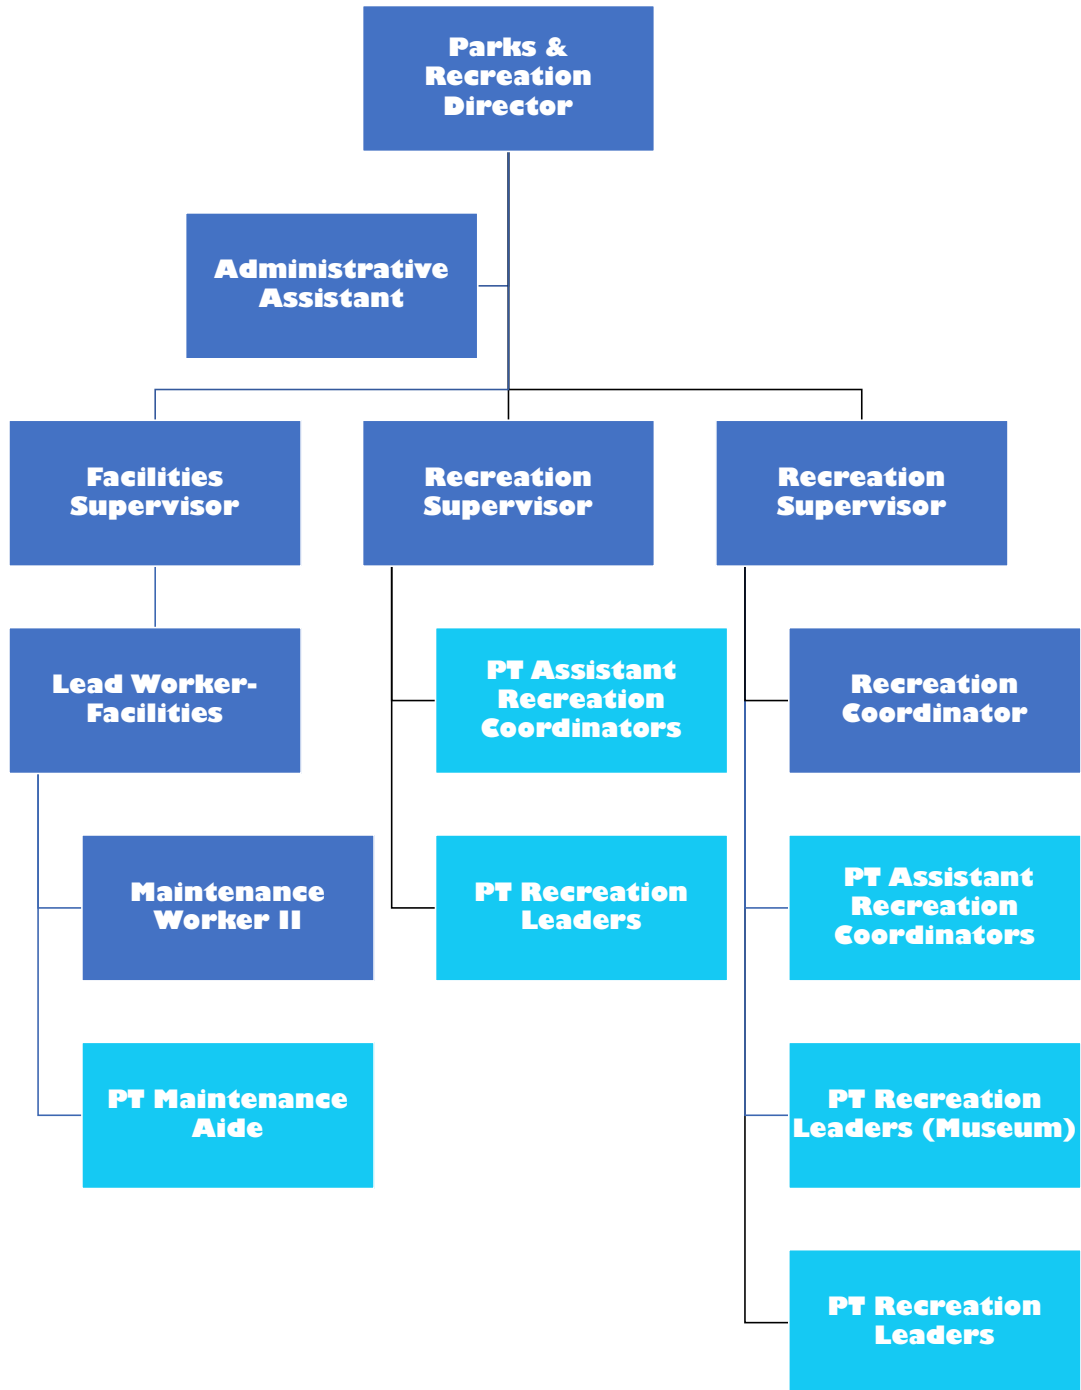 Parks &
Recreation
Director
Administrative
Assistant
Facilities
Supervisor
Recreation
Supervisor
Recreation
Supervisor
Lead Worker-
Facilities
PT Assistant
Recreation
Coordinators
Recreation
Coordinator
Maintenance
Worker II
PT Recreation
Leaders
PT Assistant
Recreation
Coordinators
PT Maintenance
Aide
PT Recreation
Leaders (Museum)
PT Recreation
Leaders